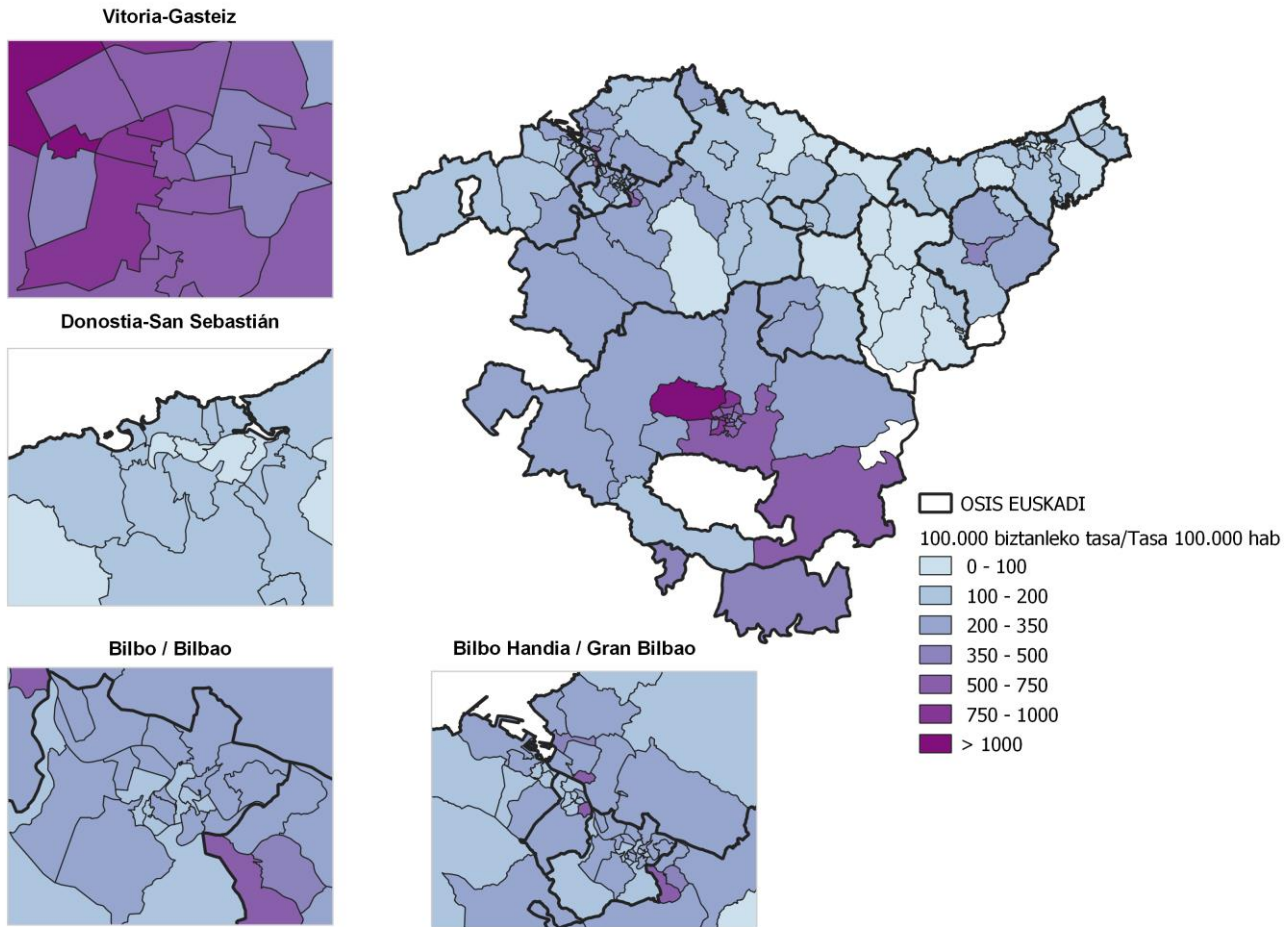 Vitoria-Gasteiz
Donostia-San Sebastián
Bilbo / Bilbao
Bilbo Handia / Gran Bilbao
OSIS EUSKADI
100.000 biztanleko tasa/Tasa 100.000 hab
0 - 100
100 - 200
200 - 350
350 - 500
500 - 750
750 - 1000
> 1000